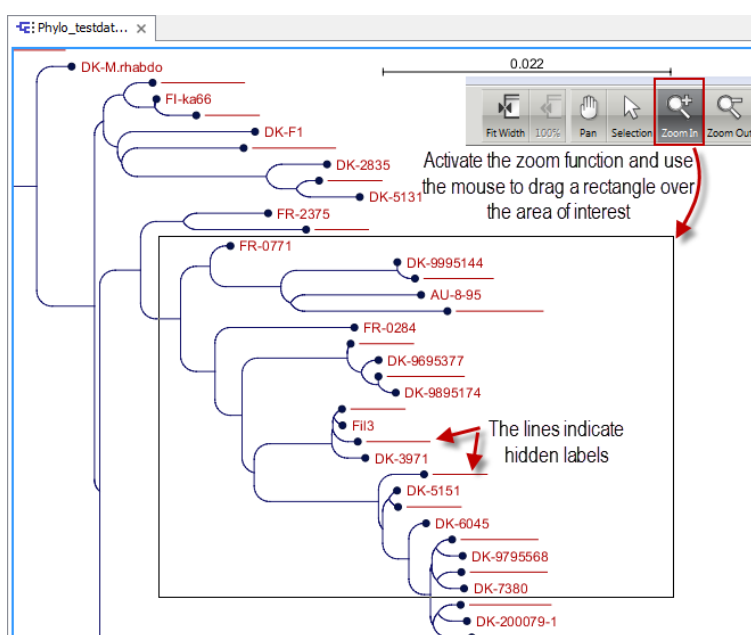 Phylo_testdat...
DK-M.rhabdo
0.022
FI-ka66
Fit Width 100% Pan Selection Zoom In Zoom Out
DK-F1
Activate the zoom function and use
the mouse to drag a rectangle over
the area of interest
DK-2835
DK-5131
FR-2375
FR-0771
DK-9995144
AU-8-95
FR-0284
DK-9695377
DK-9895174
Fil3
The lines indicate
hidden labels
DK-3971
DK-5151
DK-6045
DK-9795568
DK-7380
DK-200079-1